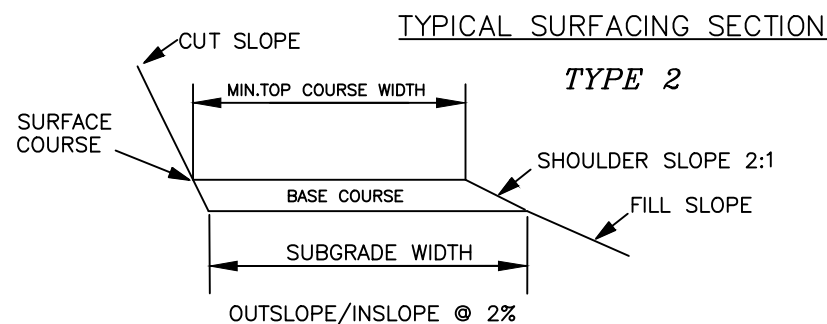 TYPICAL SURFACING SECTION
TYPE 2
CUT SLOPE
MIN.TOP COURSE WIDTH
SURFACE
COURSE
SHOULDER SLOPE 2:1
BASE COURSE
FILL SLOPE
SUBGRADE WIDTH
OUTSLOPE/INSLOPE @ 2%